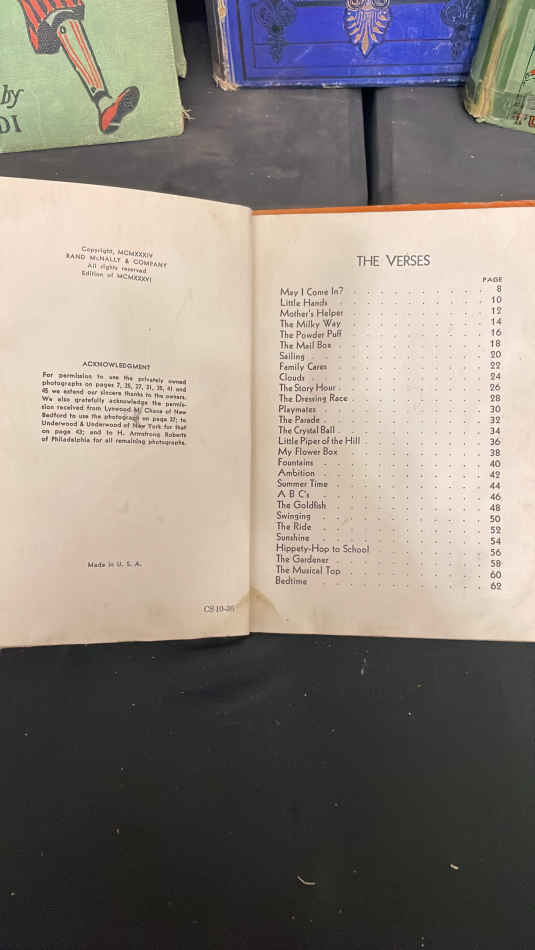 by
DI
Copyright, MCMXXXIV
RAND McNALLY & COMPANY
All rights reserved
Edition of MCMXXXVI
ACKNOWLEDGMENT
For permission to use the privately owned
photographs on pages 7, 25, 27, 31, 35, 41 and
45 we extend our sincere thanks to the owners.
We also gratefully acknowledge the permis-
sion received from Lynwood M. Chace of New
Bedford to use the photograph on page 37; to
Underwood & Underwood of New York for that
on page 43; and to H. Armstrong Roberts
of Philadelphia for all remaining photographs.
Made in U. S. A.
CS 10-36
THE VERSES
PAGE
May I Come In? 8
Little Hands 10
Mother's Helper 12
The Milky Way 14
The Powder Puff 16
The Mail Box 18
Sailing 20
Family Cares 22
Clouds 24
The Story Hour 26
The Dressing Race 28
Playmates 30
The Parade 32
The Crystal Ball 34
Little Piper of the Hill 36
My Flower Box 38
Fountains 40
Ambition 42
Summer Time 44
A B C's 46
The Goldfish 48
Swinging 50
The Ride 52
Sunshine 54
Hippety-Hop to School 56
The Gardener 58
The Musical Top 60
Bedtime 62